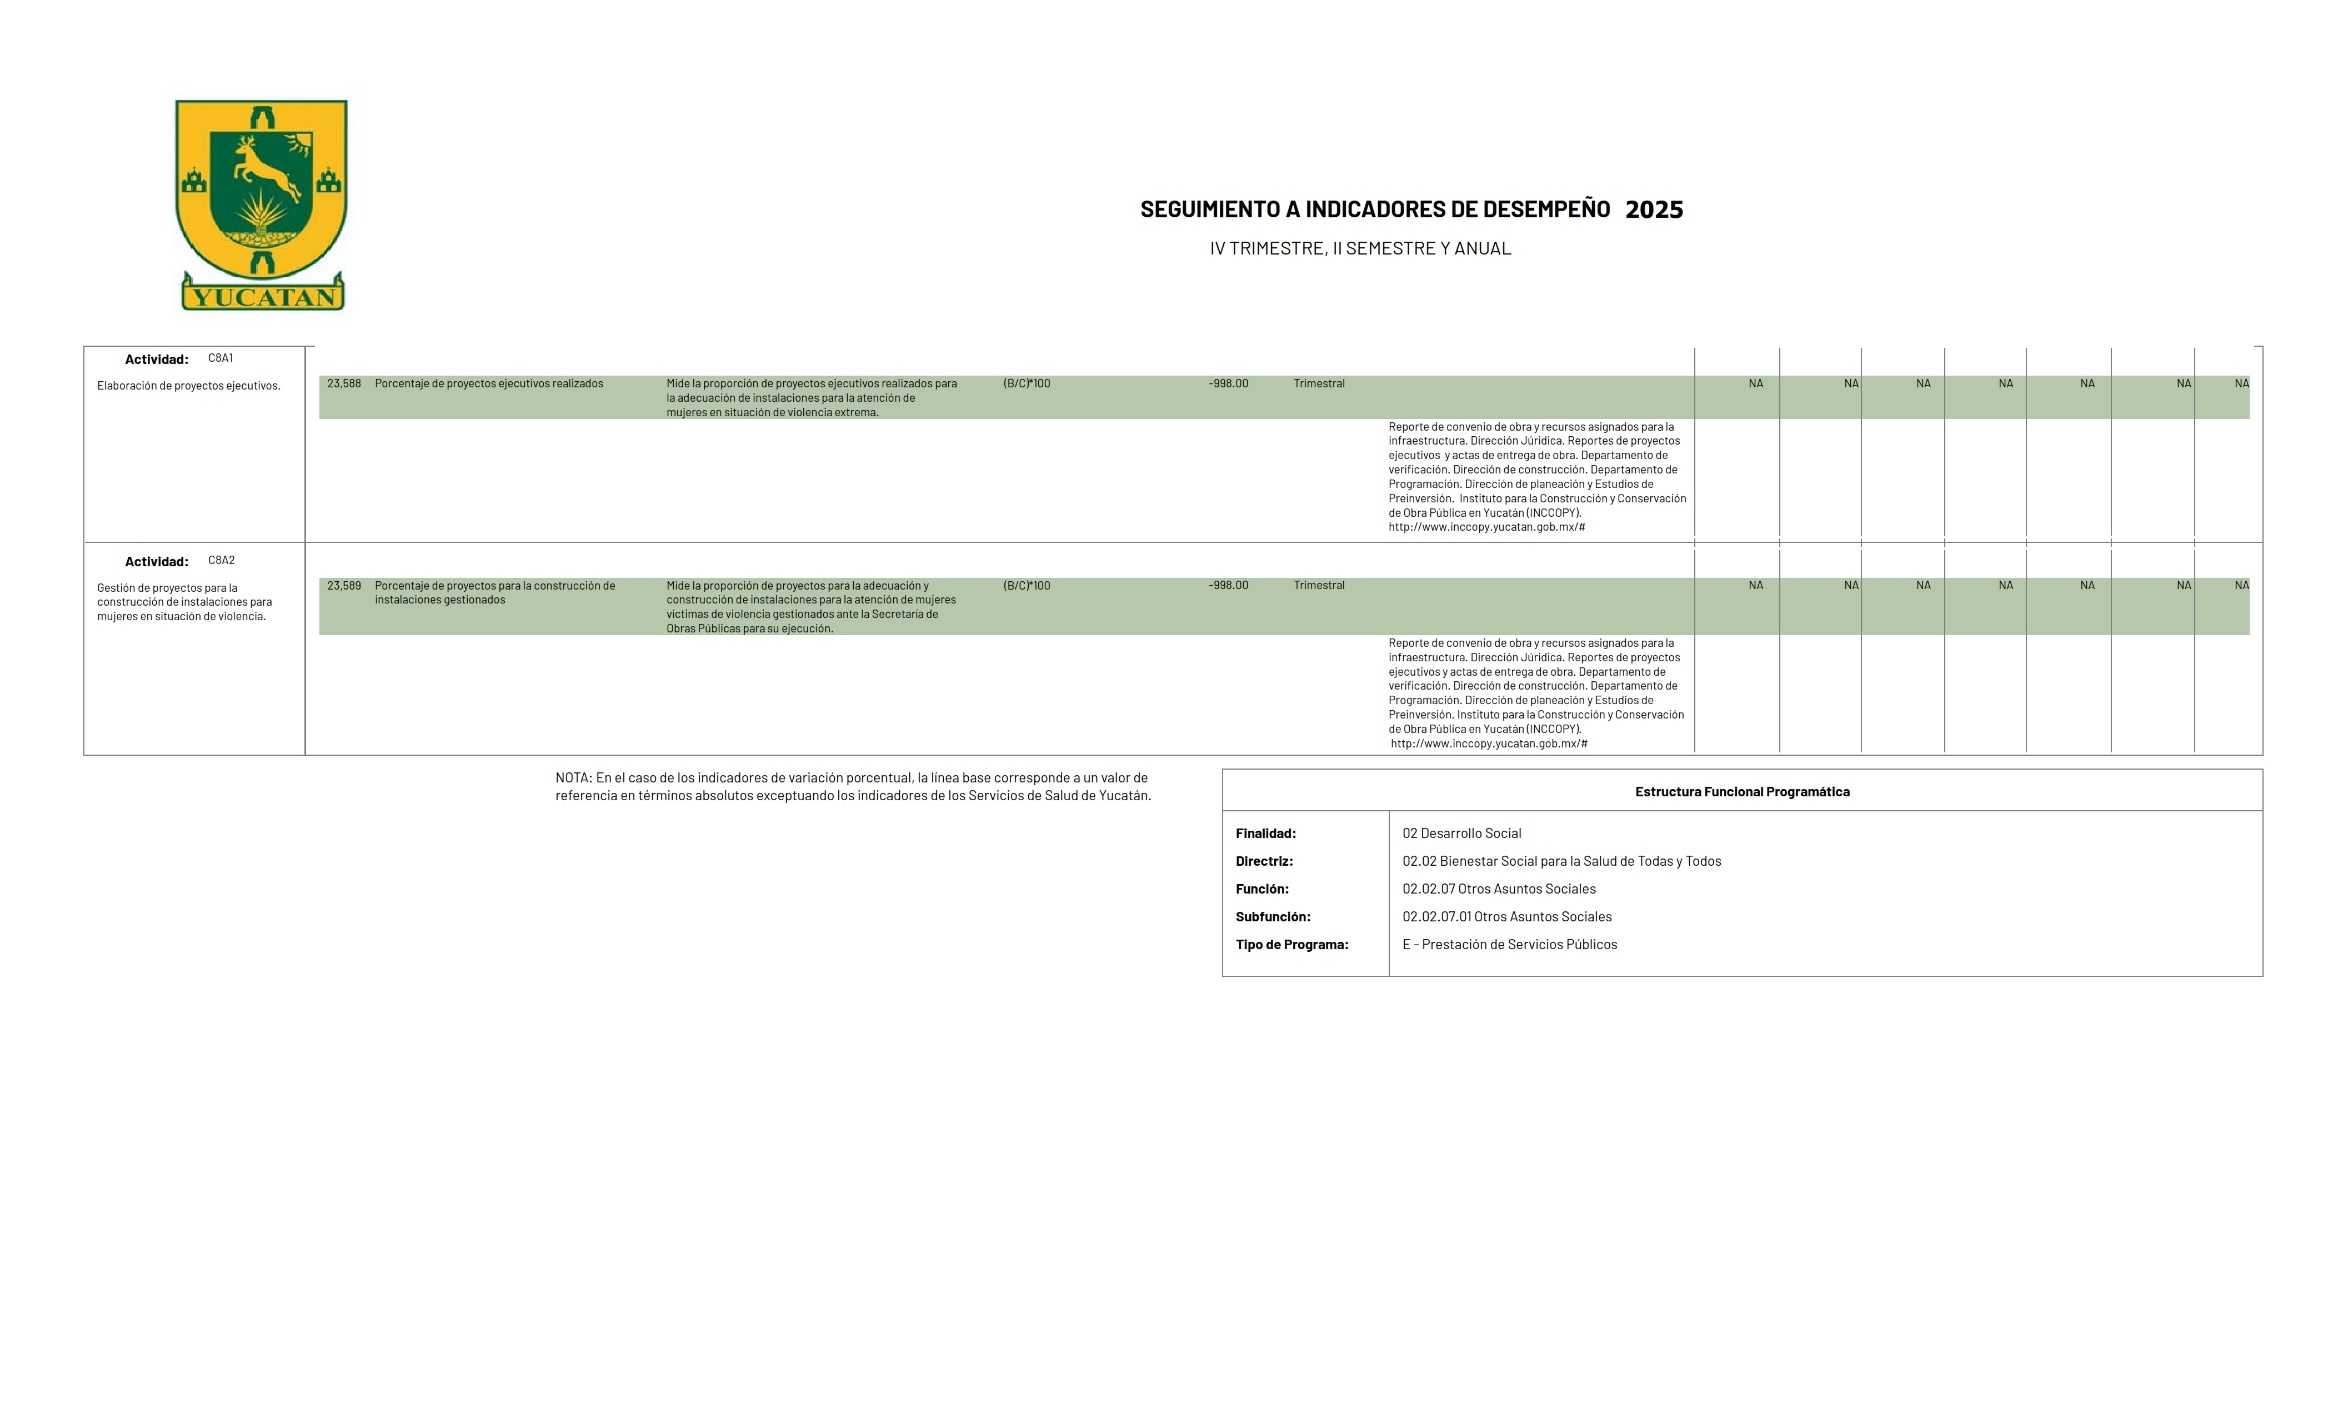 YUCATAN
SEGUIMIENTO A INDICADORES DE DESEMPEÑO 2025
IV TRIMESTRE, II SEMESTRE Y ANUAL
Actividad: C8A1
Elaboración de proyectos ejecutivos.
23,588 Porcentaje de proyectos ejecutivos realizados Mide la proporción de proyectos ejecutivos realizados para (B/C)*100 -998.00 Trimestral NA NA NA NA NA NA NA
la adecuación de instalaciones para la atención de
mujeres en situación de violencia extrema.
Reporte de convenio de obra y recursos asignados para la
infraestructura. Dirección Júridica. Reportes de proyectos
ejecutivos y actas de entrega de obra. Departamento de
verificación. Dirección de construcción. Departamento de
Programación. Dirección de planeación y Estudios de
Preinversión. Instituto para la Construcción y Conservación
de Obra Pública en Yucatán (INCCOPY).
http://www.inccopy.yucatan.gob.mx/#
Actividad: C8A2
Gestión de proyectos para la
construcción de instalaciones para
mujeres en situación de violencia.
23,589 Porcentaje de proyectos para la construcción de Mide la proporción de proyectos para la adecuación y (B/C)*100 -998.00 Trimestral NA NA NA NA NA NA NA
instalaciones gestionados construcción de instalaciones para la atención de mujeres
víctimas de violencia gestionados ante la Secretaría de
Obras Públicas para su ejecución.
Reporte de convenio de obra y recursos asignados para la
infraestructura. Dirección Júridica. Reportes de proyectos
ejecutivos y actas de entrega de obra. Departamento de
verificación. Dirección de construcción. Departamento de
Programación. Dirección de planeación y Estudios de
Preinversión. Instituto para la Construcción y Conservación
de Obra Pública en Yucatán (INCCOPY).
http://www.inccopy.yucatan.gob.mx/#
NOTA: En el caso de los indicadores de variación porcentual, la línea base corresponde a un valor de
referencia en términos absolutos exceptuando los indicadores de los Servicios de Salud de Yucatán.
Estructura Funcional Programática
Finalidad: 02 Desarrollo Social
Directriz: 02.02 Bienestar Social para la Salud de Todas y Todos
Función: 02.02.07 Otros Asuntos Sociales
Subfunción: 02.02.07.01 Otros Asuntos Sociales
Tipo de Programa: E - Prestación de Servicios Públicos